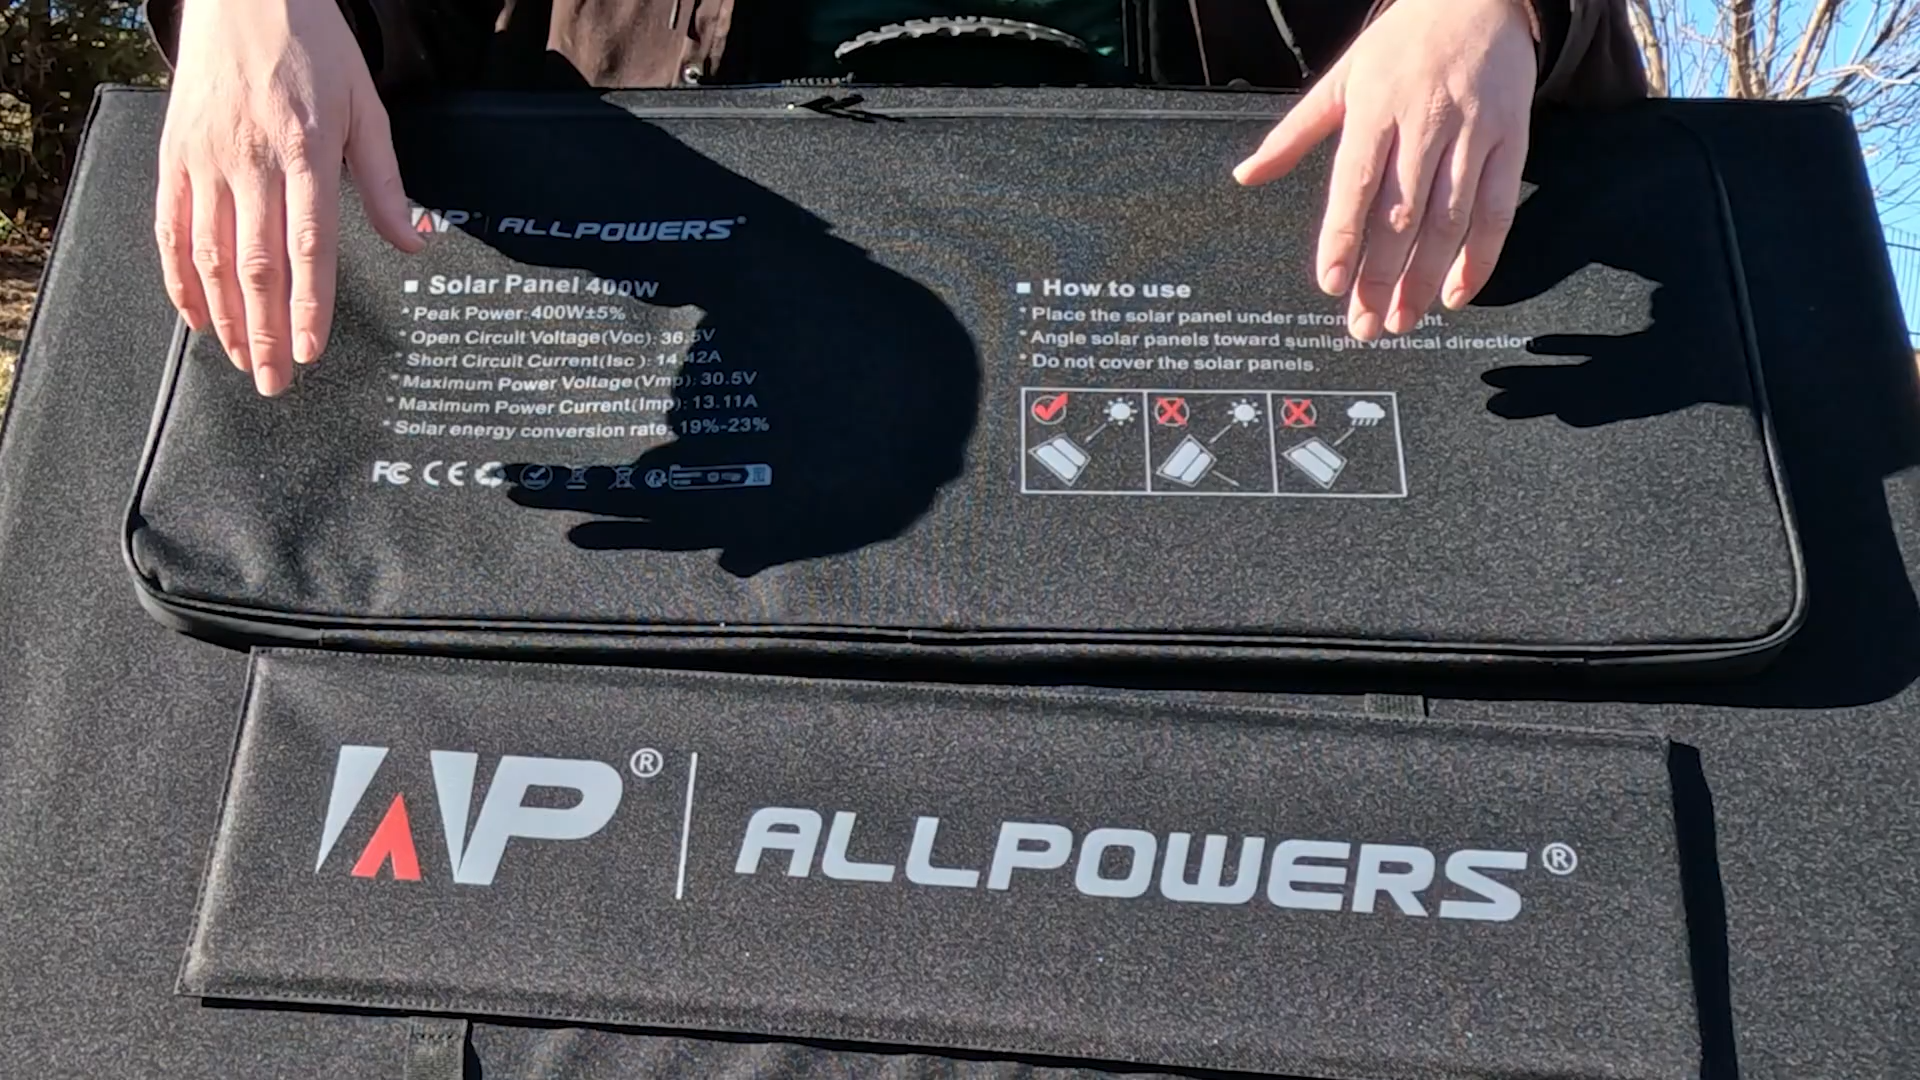 AP® | ALLPOWERS®
■ Solar Panel 400W
* Peak Power: 400W±5%
* Open Circuit Voltage(Voc): 36.5V
* Short Circuit Current(Isc): 14.42A
* Maximum Power Voltage(Vmp): 30.5V
* Maximum Power Current(Imp): 13.11A
* Solar energy conversion rate: 19%-23%
FC CE
■ How to use
* Place the solar panel under
* Angle solar panels toward sunlight vertical direction
* Do not cover the solar panels.
AP® | ALLPOWERS®